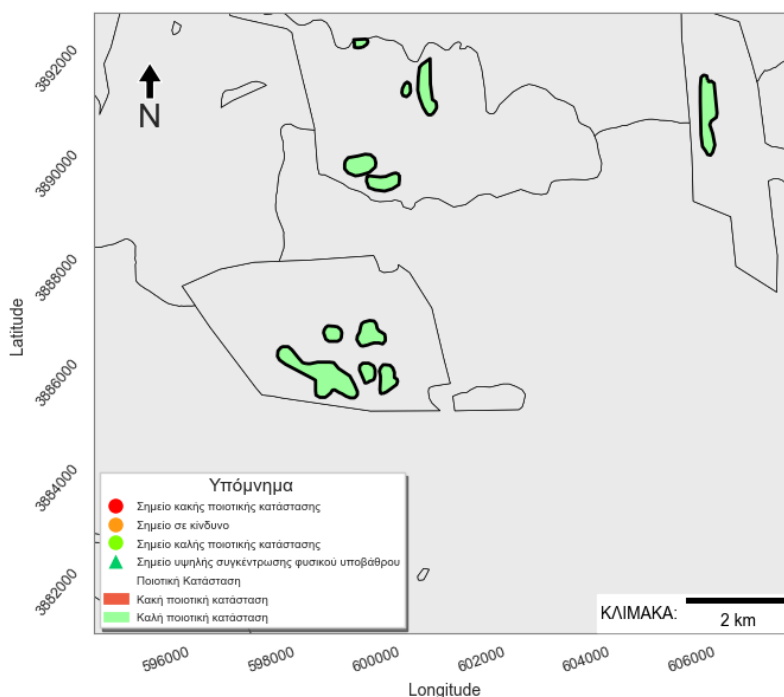 3892000
3890000
3888000
3886000
3884000
3882000
Latitude
N
Υπόμνημα
Σημείο κακής ποιοτικής κατάστασης
Σημείο σε κίνδυνο
Σημείο καλής ποιοτικής κατάστασης
Σημείο υψηλής συγκέντρωσης φυσικού υποβάθρου
Ποιοτική Κατάσταση
Κακή ποιοτική κατάσταση
Καλή ποιοτική κατάσταση
ΚΛΙΜΑΚΑ:
2 km
596000 598000 600000 602000 604000 606000
Longitude